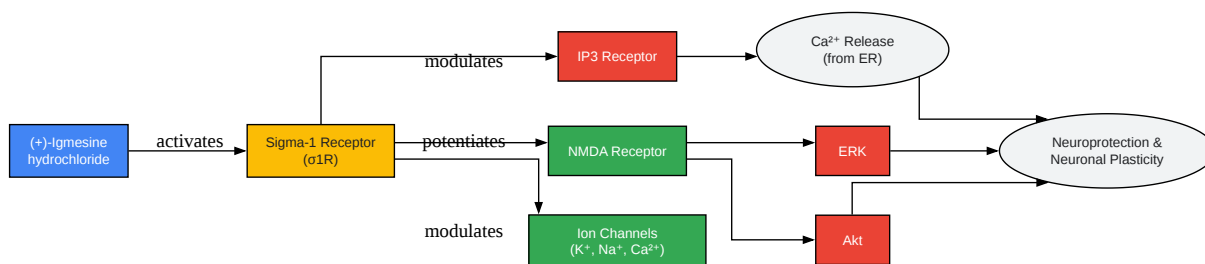 (+)-Igmesine
hydrochloride
activates
Sigma-1 Receptor
(σ1R)
modulates
IP3 Receptor
Ca²⁺ Release
(from ER)
potentiates
NMDA Receptor
ERK
Neuroprotection &
Neuronal Plasticity
modulates
Ion Channels
(K⁺, Na⁺, Ca²⁺)
Akt